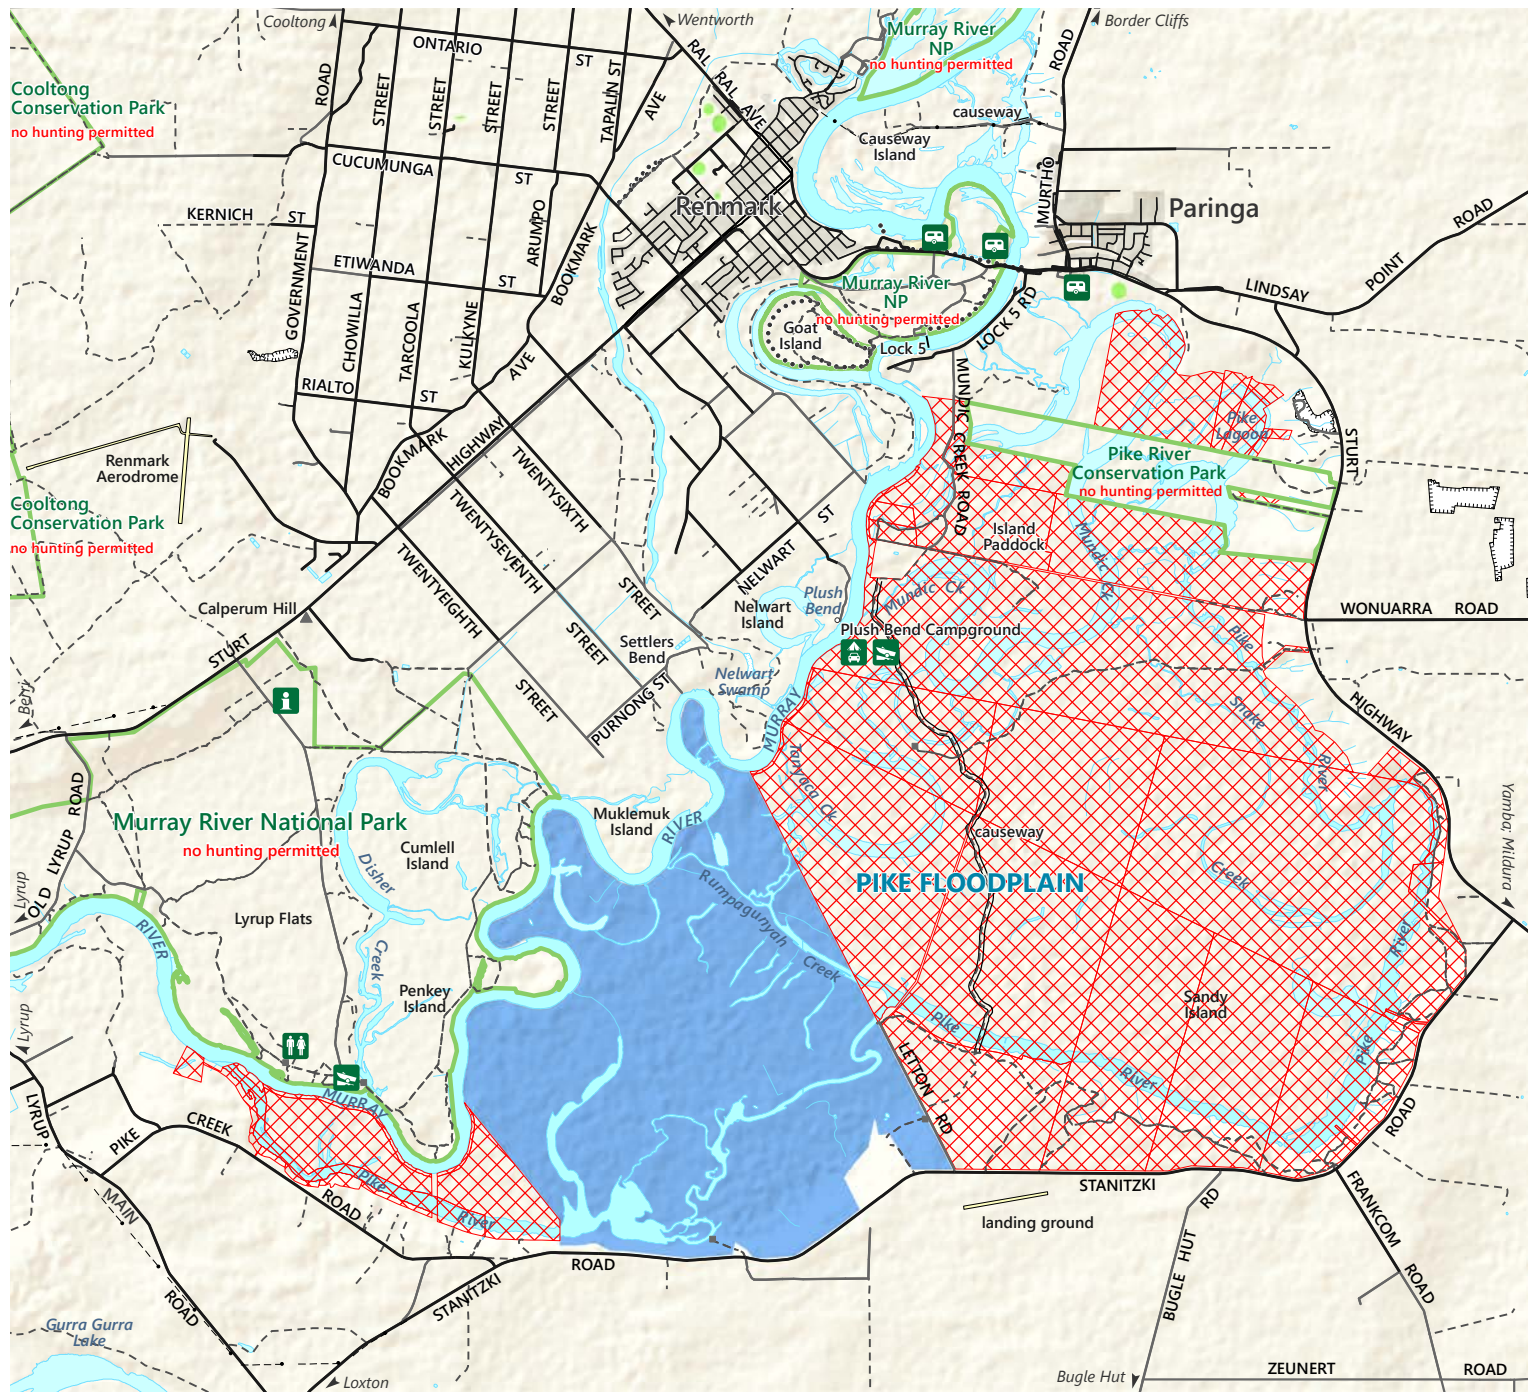 Cooltong
Wentworth
Border Cliffs
ONTARIO ST
ROAD
STREET
STREET
STREET
STREET
TAPALIN ST
AVE
RAL RAL AVE
Murray River
NP
no hunting permitted
ROAD
Cooltong
Conservation Park
no hunting permitted
causeway
Causeway
Island
CUCUMUNGA ST
MURTHO
Renmark
Paringa
KERNICH ST
ROAD
GOVERNMENT
ETIWANDA ST
ARUMPO
BOOKMARK
Murray River
NP
no hunting permitted
LINDSAY
POINT
CHOWILLA
TARCOOLA
KULKYNE
AVE
Goat
Island
Lock 5
LOCK 5 RD
RIALTO ST
MUNDIC CREEK ROAD
Pike
Lagoon
STURT
BOOKMARK
HIGHWAY
Renmark
Aerodrome
TWENTYSIXTH
Pike River
Conservation Park
no hunting permitted
Cooltong
Conservation Park
no hunting permitted
TWENTYSEVENTH
ST
NELWART
Island
Paddock
Mundic Ck
TWENTYEIGHTH
STREET
Plush
Bend
Mundic Ck
Calperum Hill
Nelwart
Island
WONUARRA ROAD
STURT
STREET
Settlers
Bend
Plush Bend Campground
Pike
Nelwart
Swamp
Berry
STREET
PURNONG ST
MURRAY
Snake
HIGHWAY
River
Tanyaca Ck
OLD LYRUP ROAD
Murray River National Park
no hunting permitted
Muklemuk
Island
RIVER
causeway
Yamba, Mildura
Cumlell
Island
Disher
PIKE FLOODPLAIN
Creek
Lyrup
Rumpagunyah
Creek
Lyrup Flats
RIVER
Creek
River
Penkey
Island
Sandy
Island
Lyrup
Pike
Pike
LETTON RD
River
MURRAY
LYRUP
PIKE CREEK
ROAD
ROAD
Pike
River
STANITZKI
MAIN
RD
FRANKCOM
landing ground
ROAD
STANITZKI
BUGLE HUT
ROAD
ROAD
Gurra Gurra
Lake
Loxton
Bugle Hut
ZEUNERT ROAD